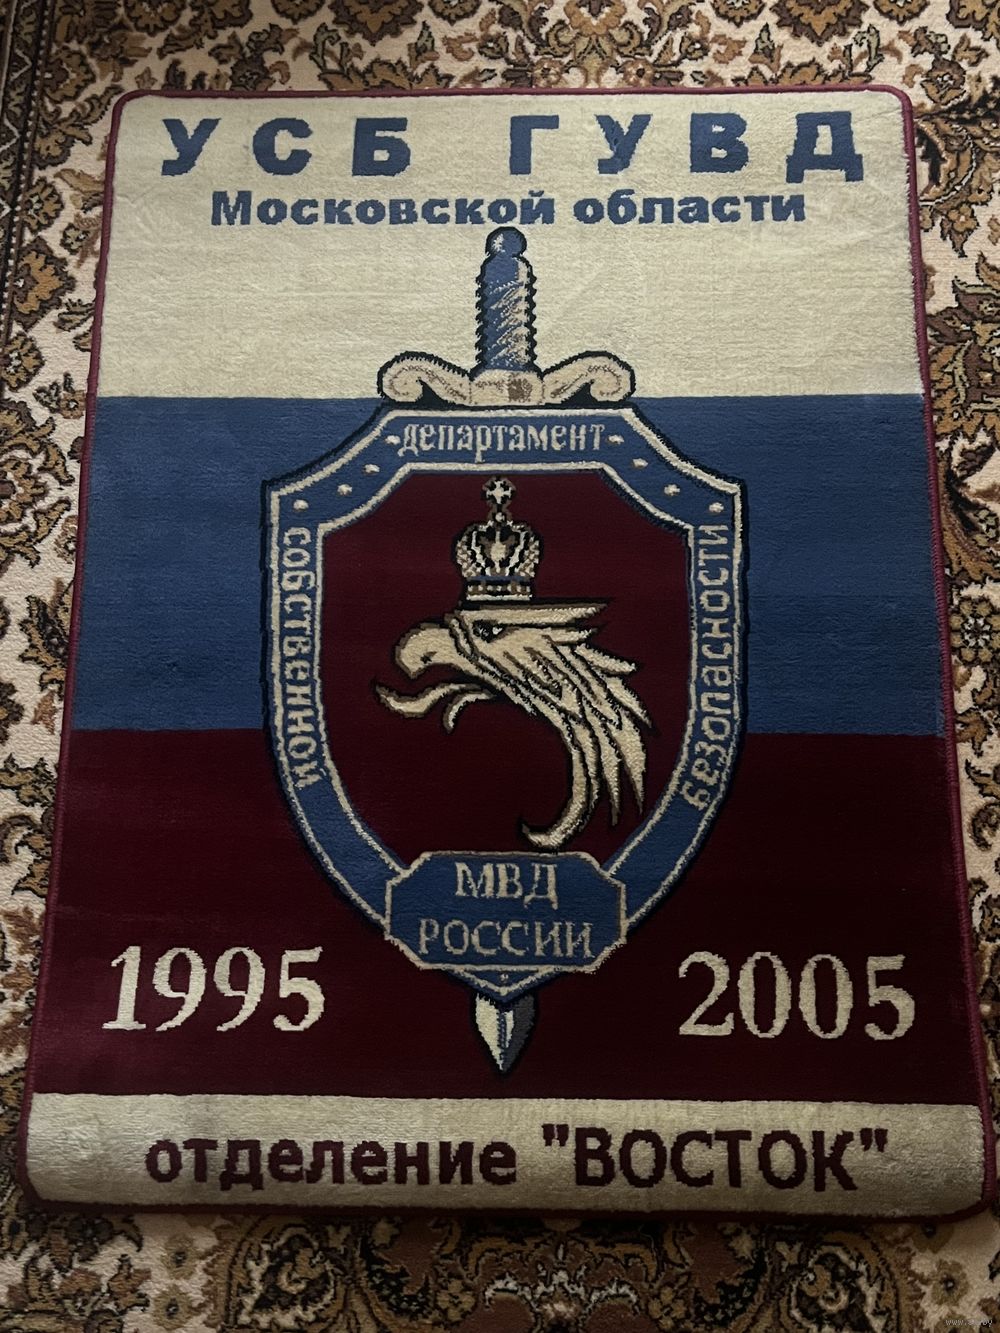 УСБ ГУВД
Московской области
департамент
собственной
безопасности
МВД
РОССИИ
1995 2005
отделение "ВОСТОК"